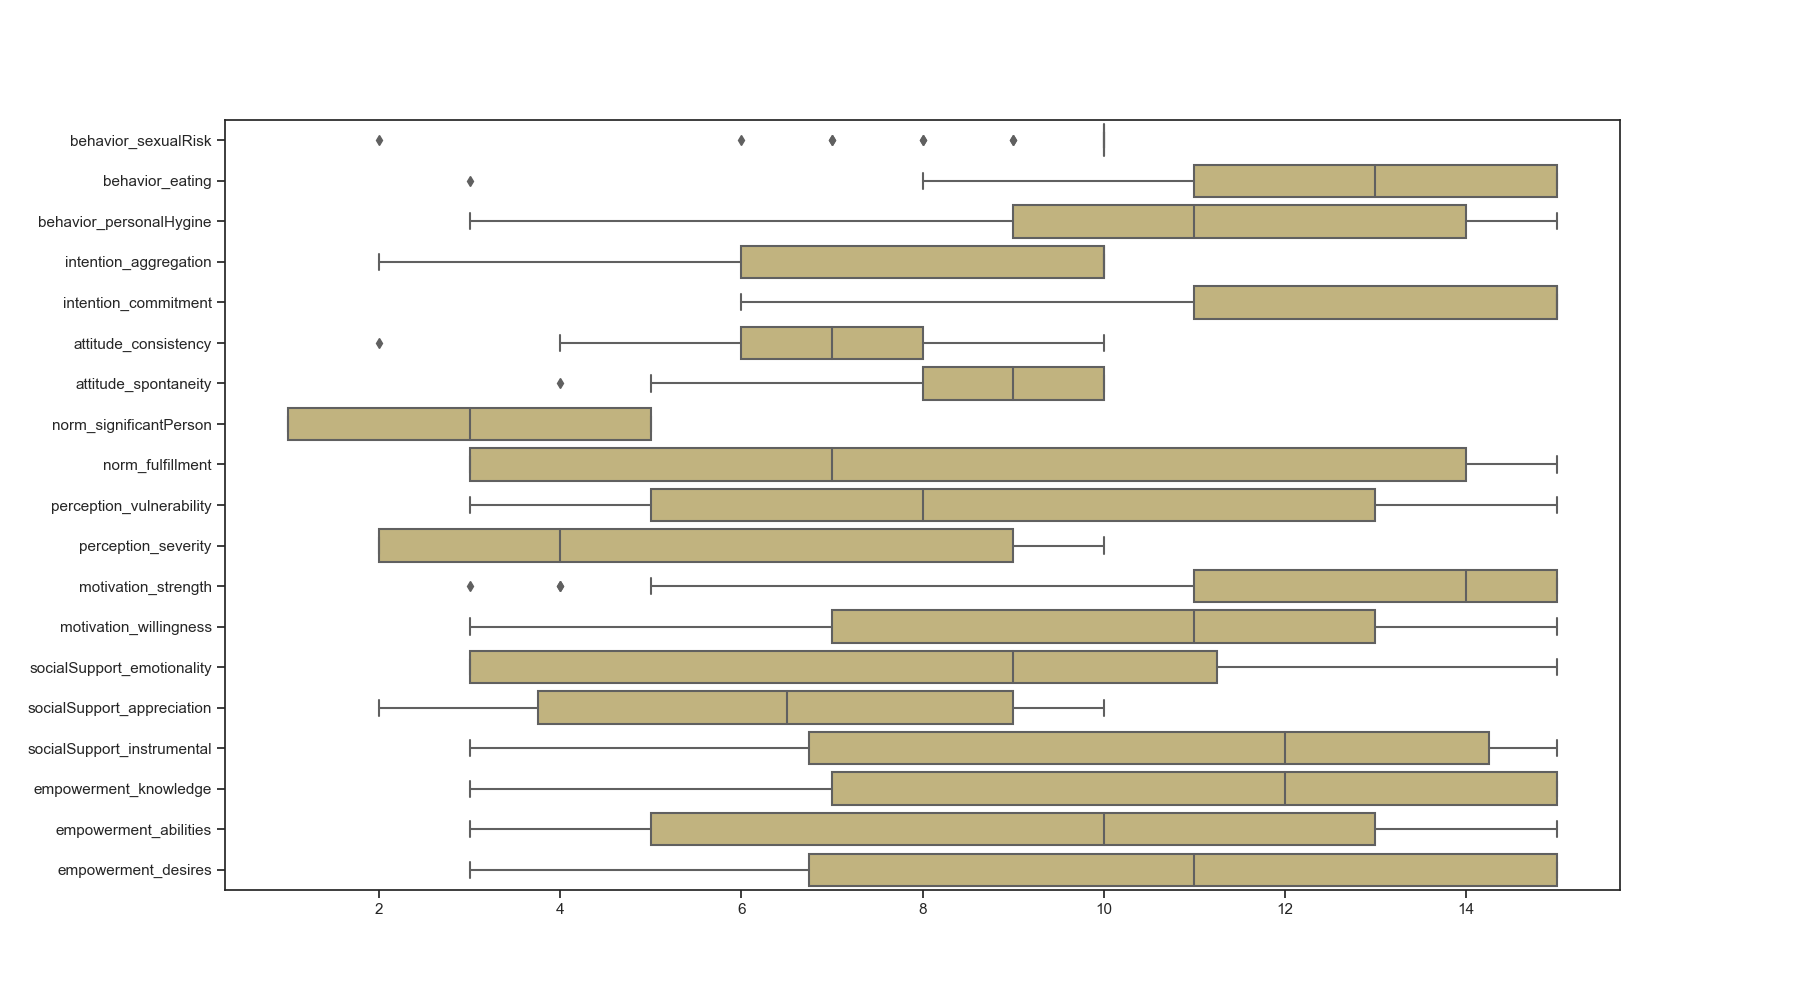 behavior_sexualRisk
behavior_eating
behavior_personalHygine
intention_aggregation
intention_commitment
attitude_consistency
attitude_spontaneity
norm_significantPerson
norm_fulfillment
perception_vulnerability
perception_severity
motivation_strength
motivation_willingness
socialSupport_emotionality
socialSupport_appreciation
socialSupport_instrumental
empowerment_knowledge
empowerment_abilities
empowerment_desires
2 4 6 8 10 12 14